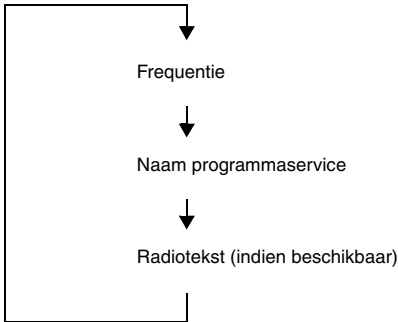 Frequentie
Naam programmaservice
Radiotekst (indien beschikbaar)